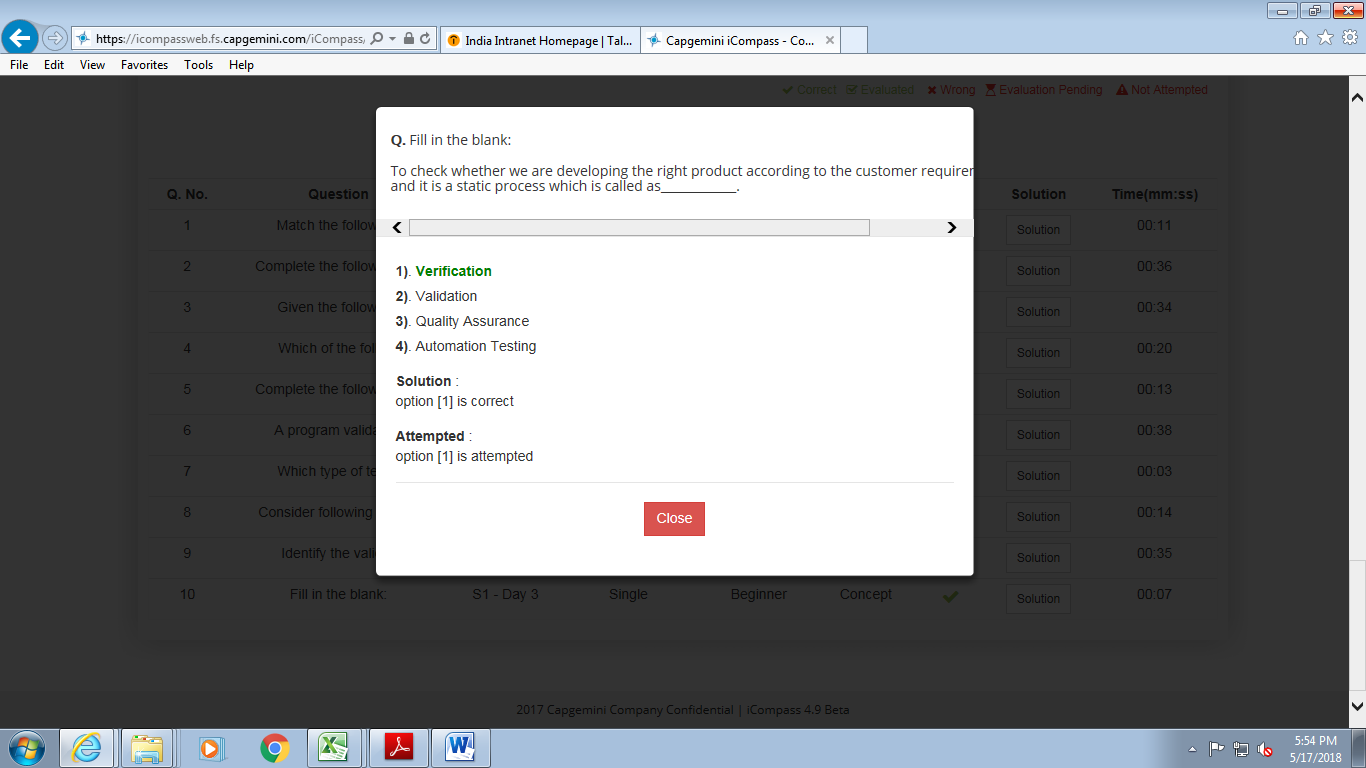 https://icompassweb.fs.capgemini.com/iCompass,
India Intranet Homepage | Tal...
Capgemini iCompass - Co...
File Edit View Favorites Tools Help
Correct Evaluated Wrong Evaluation Pending Not Attempted
Q. Fill in the blank:
To check whether we are developing the right product according to the customer requirer
and it is a static process which is called as____________.
1). Verification
2). Validation
3). Quality Assurance
4). Automation Testing
Solution :
option [1] is correct
Attempted :
option [1] is attempted
Close
Q. No. Question Solution Time(mm:ss)
1 Match the follow Solution 00:11
2 Complete the follow Solution 00:36
3 Given the follow Solution 00:34
4 Which of the fol Solution 00:20
5 Complete the follow Solution 00:13
6 A program valida Solution 00:38
7 Which type of te Solution 00:03
8 Consider following Solution 00:14
9 Identify the vali Solution 00:35
10 Fill in the blank: S1 - Day 3 Single Beginner Concept Solution 00:07
2017 Capgemini Company Confidential | iCompass 4.9 Beta
5:54 PM
5/17/2018